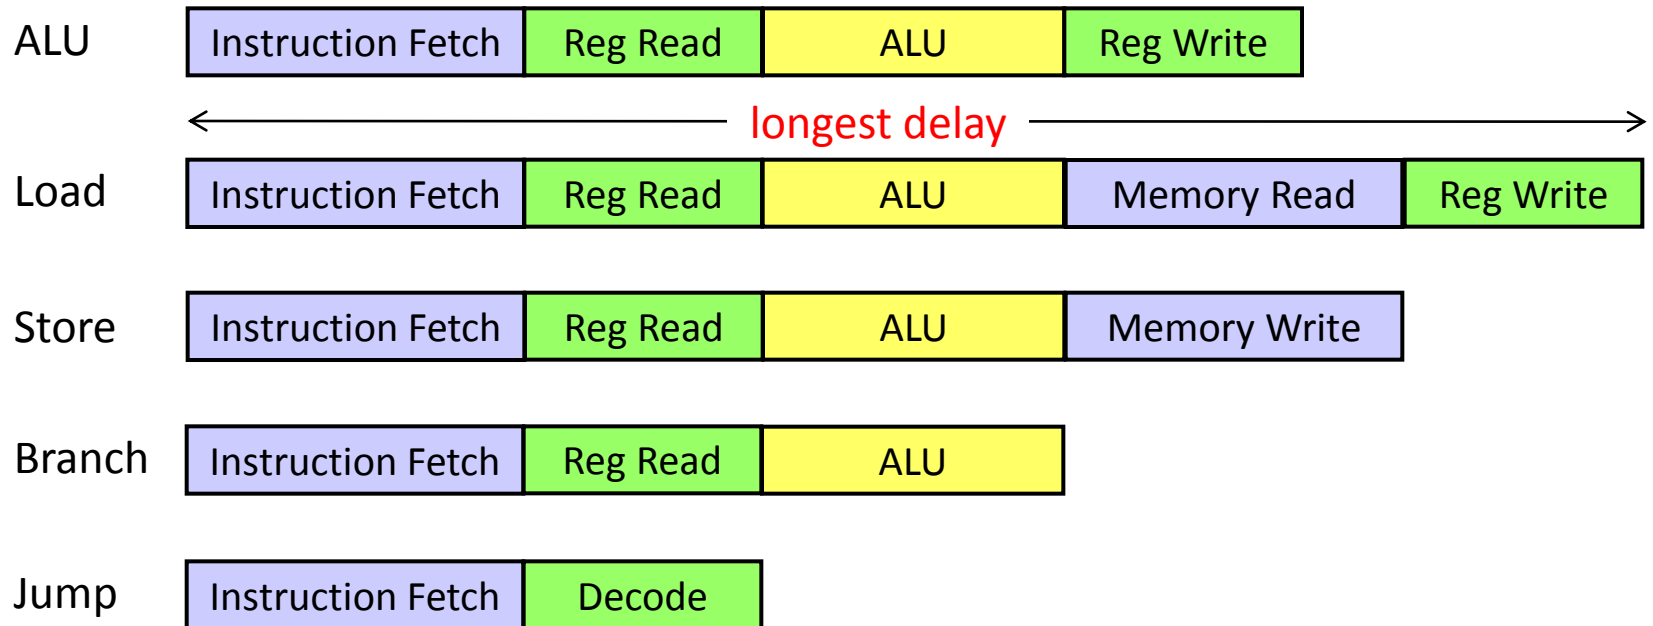 ALU Instruction Fetch Reg Read ALU Reg Write
longest delay
Load Instruction Fetch Reg Read ALU Memory Read Reg Write
Store Instruction Fetch Reg Read ALU Memory Write
Branch Instruction Fetch Reg Read ALU
Jump Instruction Fetch Decode